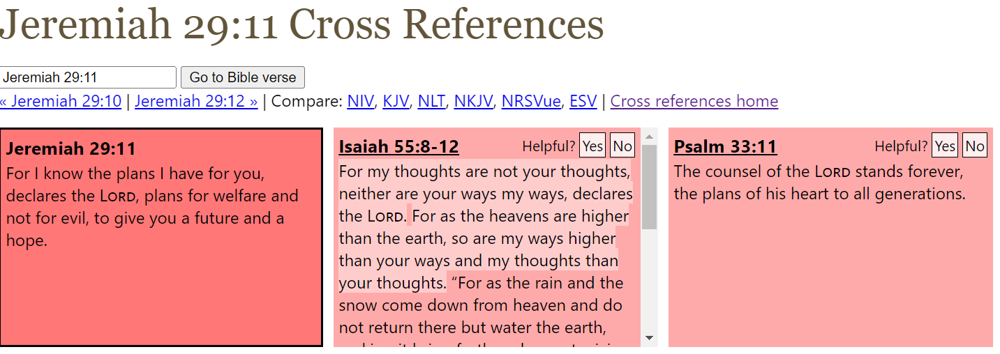 Jeremiah 29:11 Cross References
Jeremiah 29:11 Go to Bible verse
« Jeremiah 29:10 | Jeremiah 29:12 » | Compare: NIV, KJV, NLT, NKJV, NRSVue, ESV | Cross references home
Jeremiah 29:11
For I know the plans I have for you,
declares the LORD, plans for welfare and
not for evil, to give you a future and a
hope.
Isaiah 55:8-12 Helpful? Yes No
For my thoughts are not your thoughts,
neither are your ways my ways, declares
the LORD. For as the heavens are higher
than the earth, so are my ways higher
than your ways and my thoughts than
your thoughts. “For as the rain and the
snow come down from heaven and do
not return there but water the earth,
Psalm 33:11 Helpful? Yes No
The counsel of the LORD stands forever,
the plans of his heart to all generations.